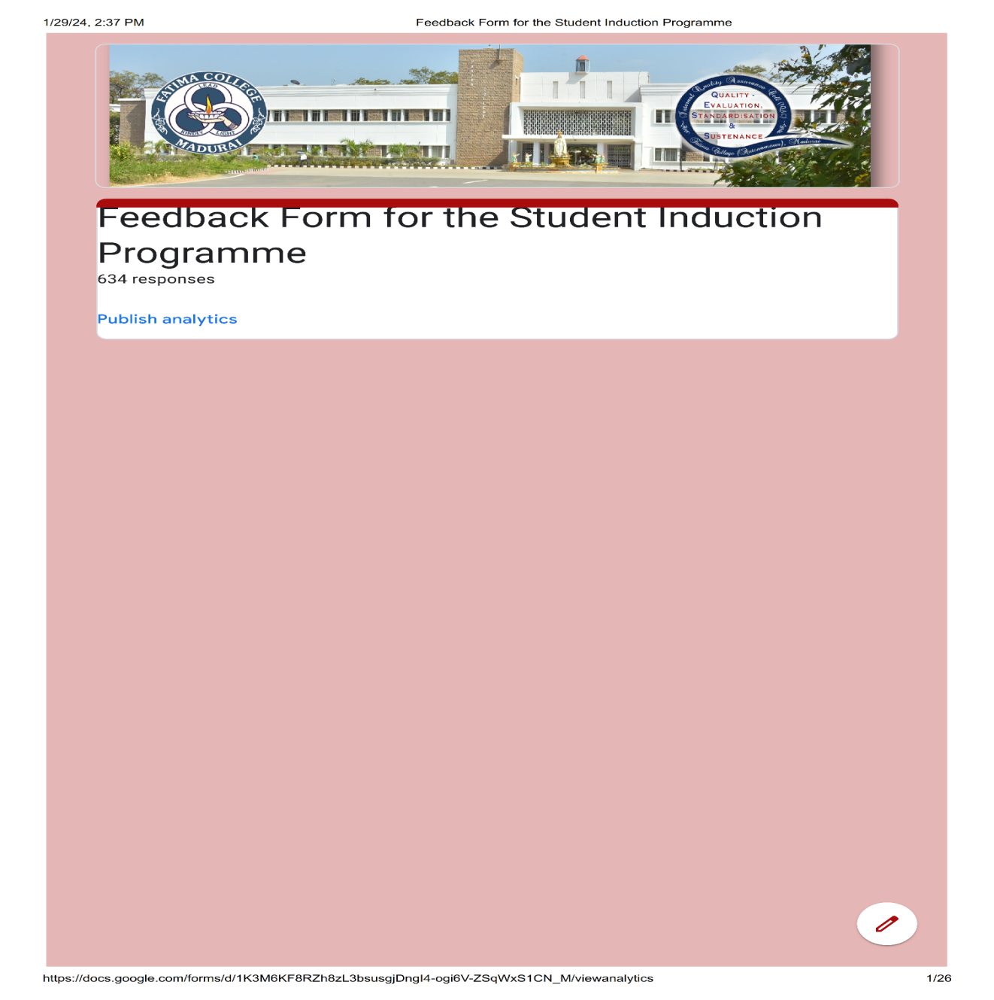 1/29/24, 2:37 PM
Feedback Form for the Student Induction Programme
FATIMA COLLEGE
LEAD
KINDLY LIGHT
MADURAI
Internal Quality Assurance Cell
QUALITY -
EVALUATION,
STANDARDISATION
&
SUSTENANCE
Fatima College (Autonomous), Madurai
Feedback Form for the Student Induction
Programme
634 responses
Publish analytics
https://docs.google.com/forms/d/1K3M6KF8RZh8zL3bsusgjDngI4-ogi6V-ZSqWxS1CN_M/viewanalytics
1/26